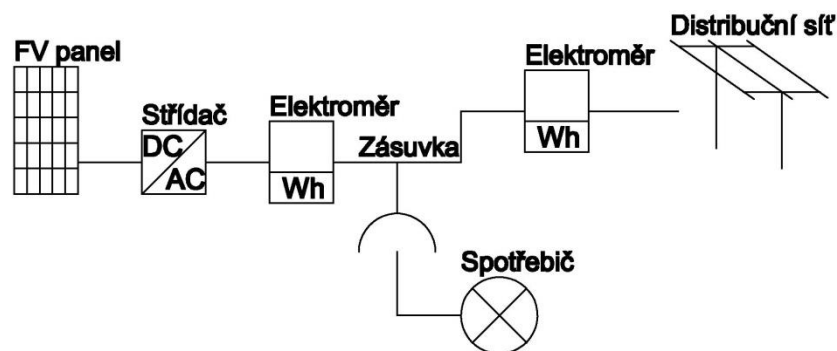 Distribuční síť
FV panel
Elektroměr
Střídač
Elektroměr
DC
AC
Wh
Zásuvka
Wh
Spotřebič